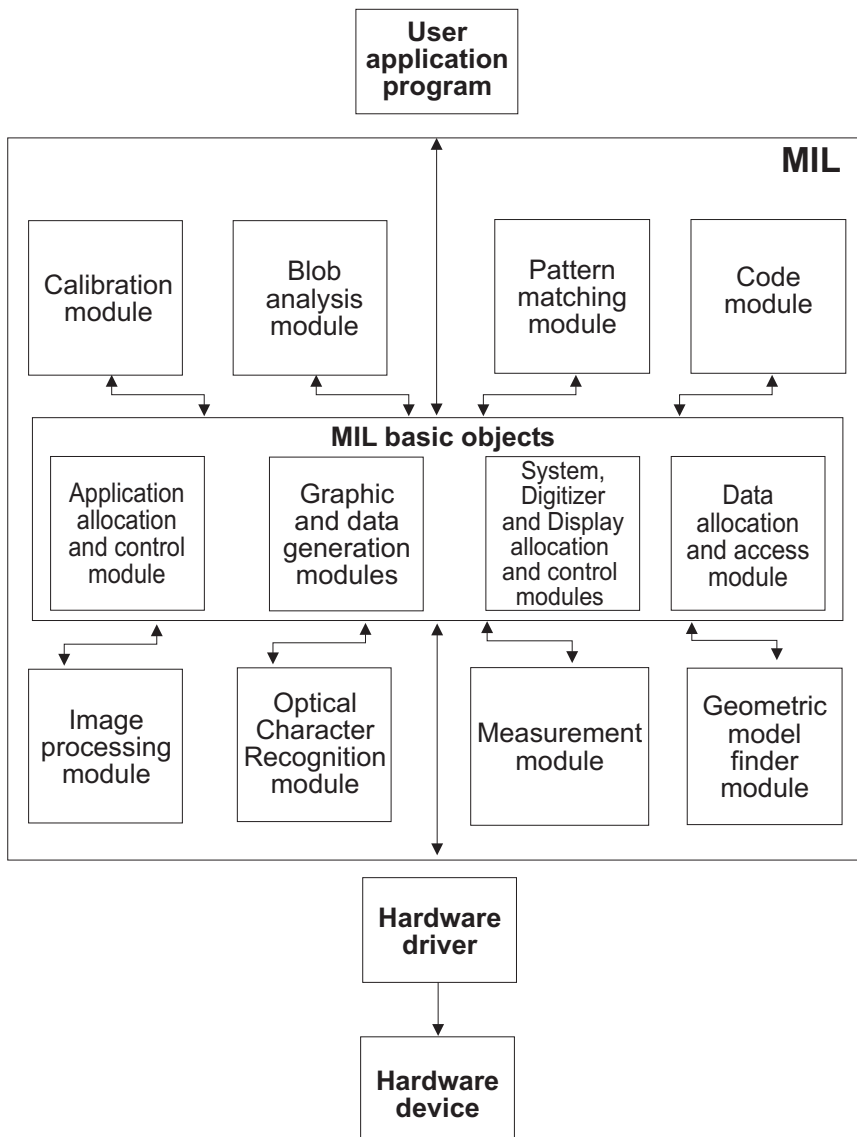 User
application
program
MIL
Calibration
module
Blob
analysis
module
Pattern
matching
module
Code
module
MIL basic objects
Application
allocation
and control
module
Graphic
and data
generation
modules
System,
Digitizer
and Display
allocation
and control
modules
Data
allocation
and access
module
Image
processing
module
Optical
Character
Recognition
module
Measurement
module
Geometric
model
finder
module
Hardware
driver
Hardware
device